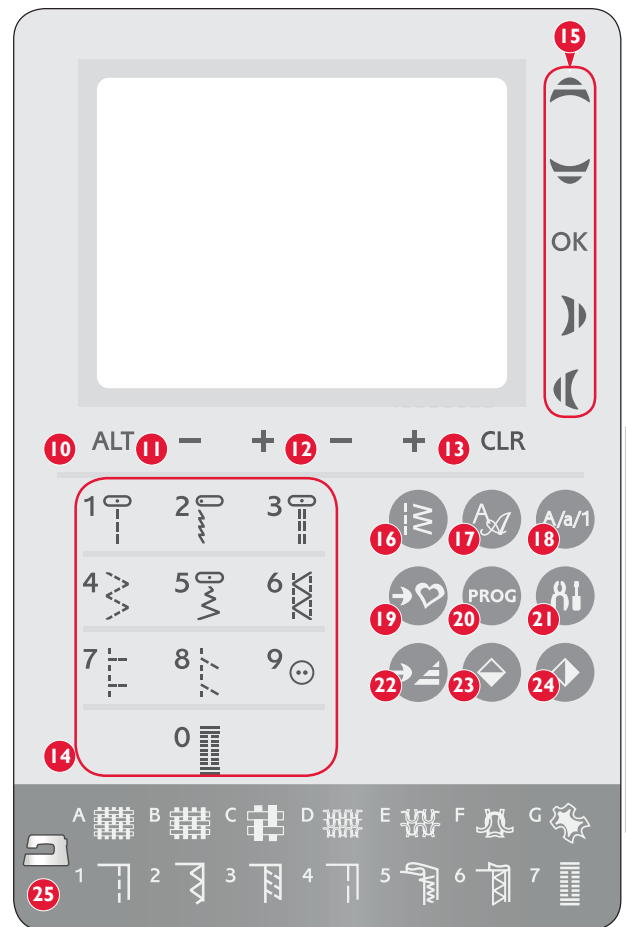 15
OK
10 ALT 11 − + 12 − + 13 CLR
1 2 3
4 5 6
7 8 9
0
14
16 17 A 18 A/a/1
19 20 PROG 21
22 23 24
A B C D E F G
25 1 2 3 4 5 6 7